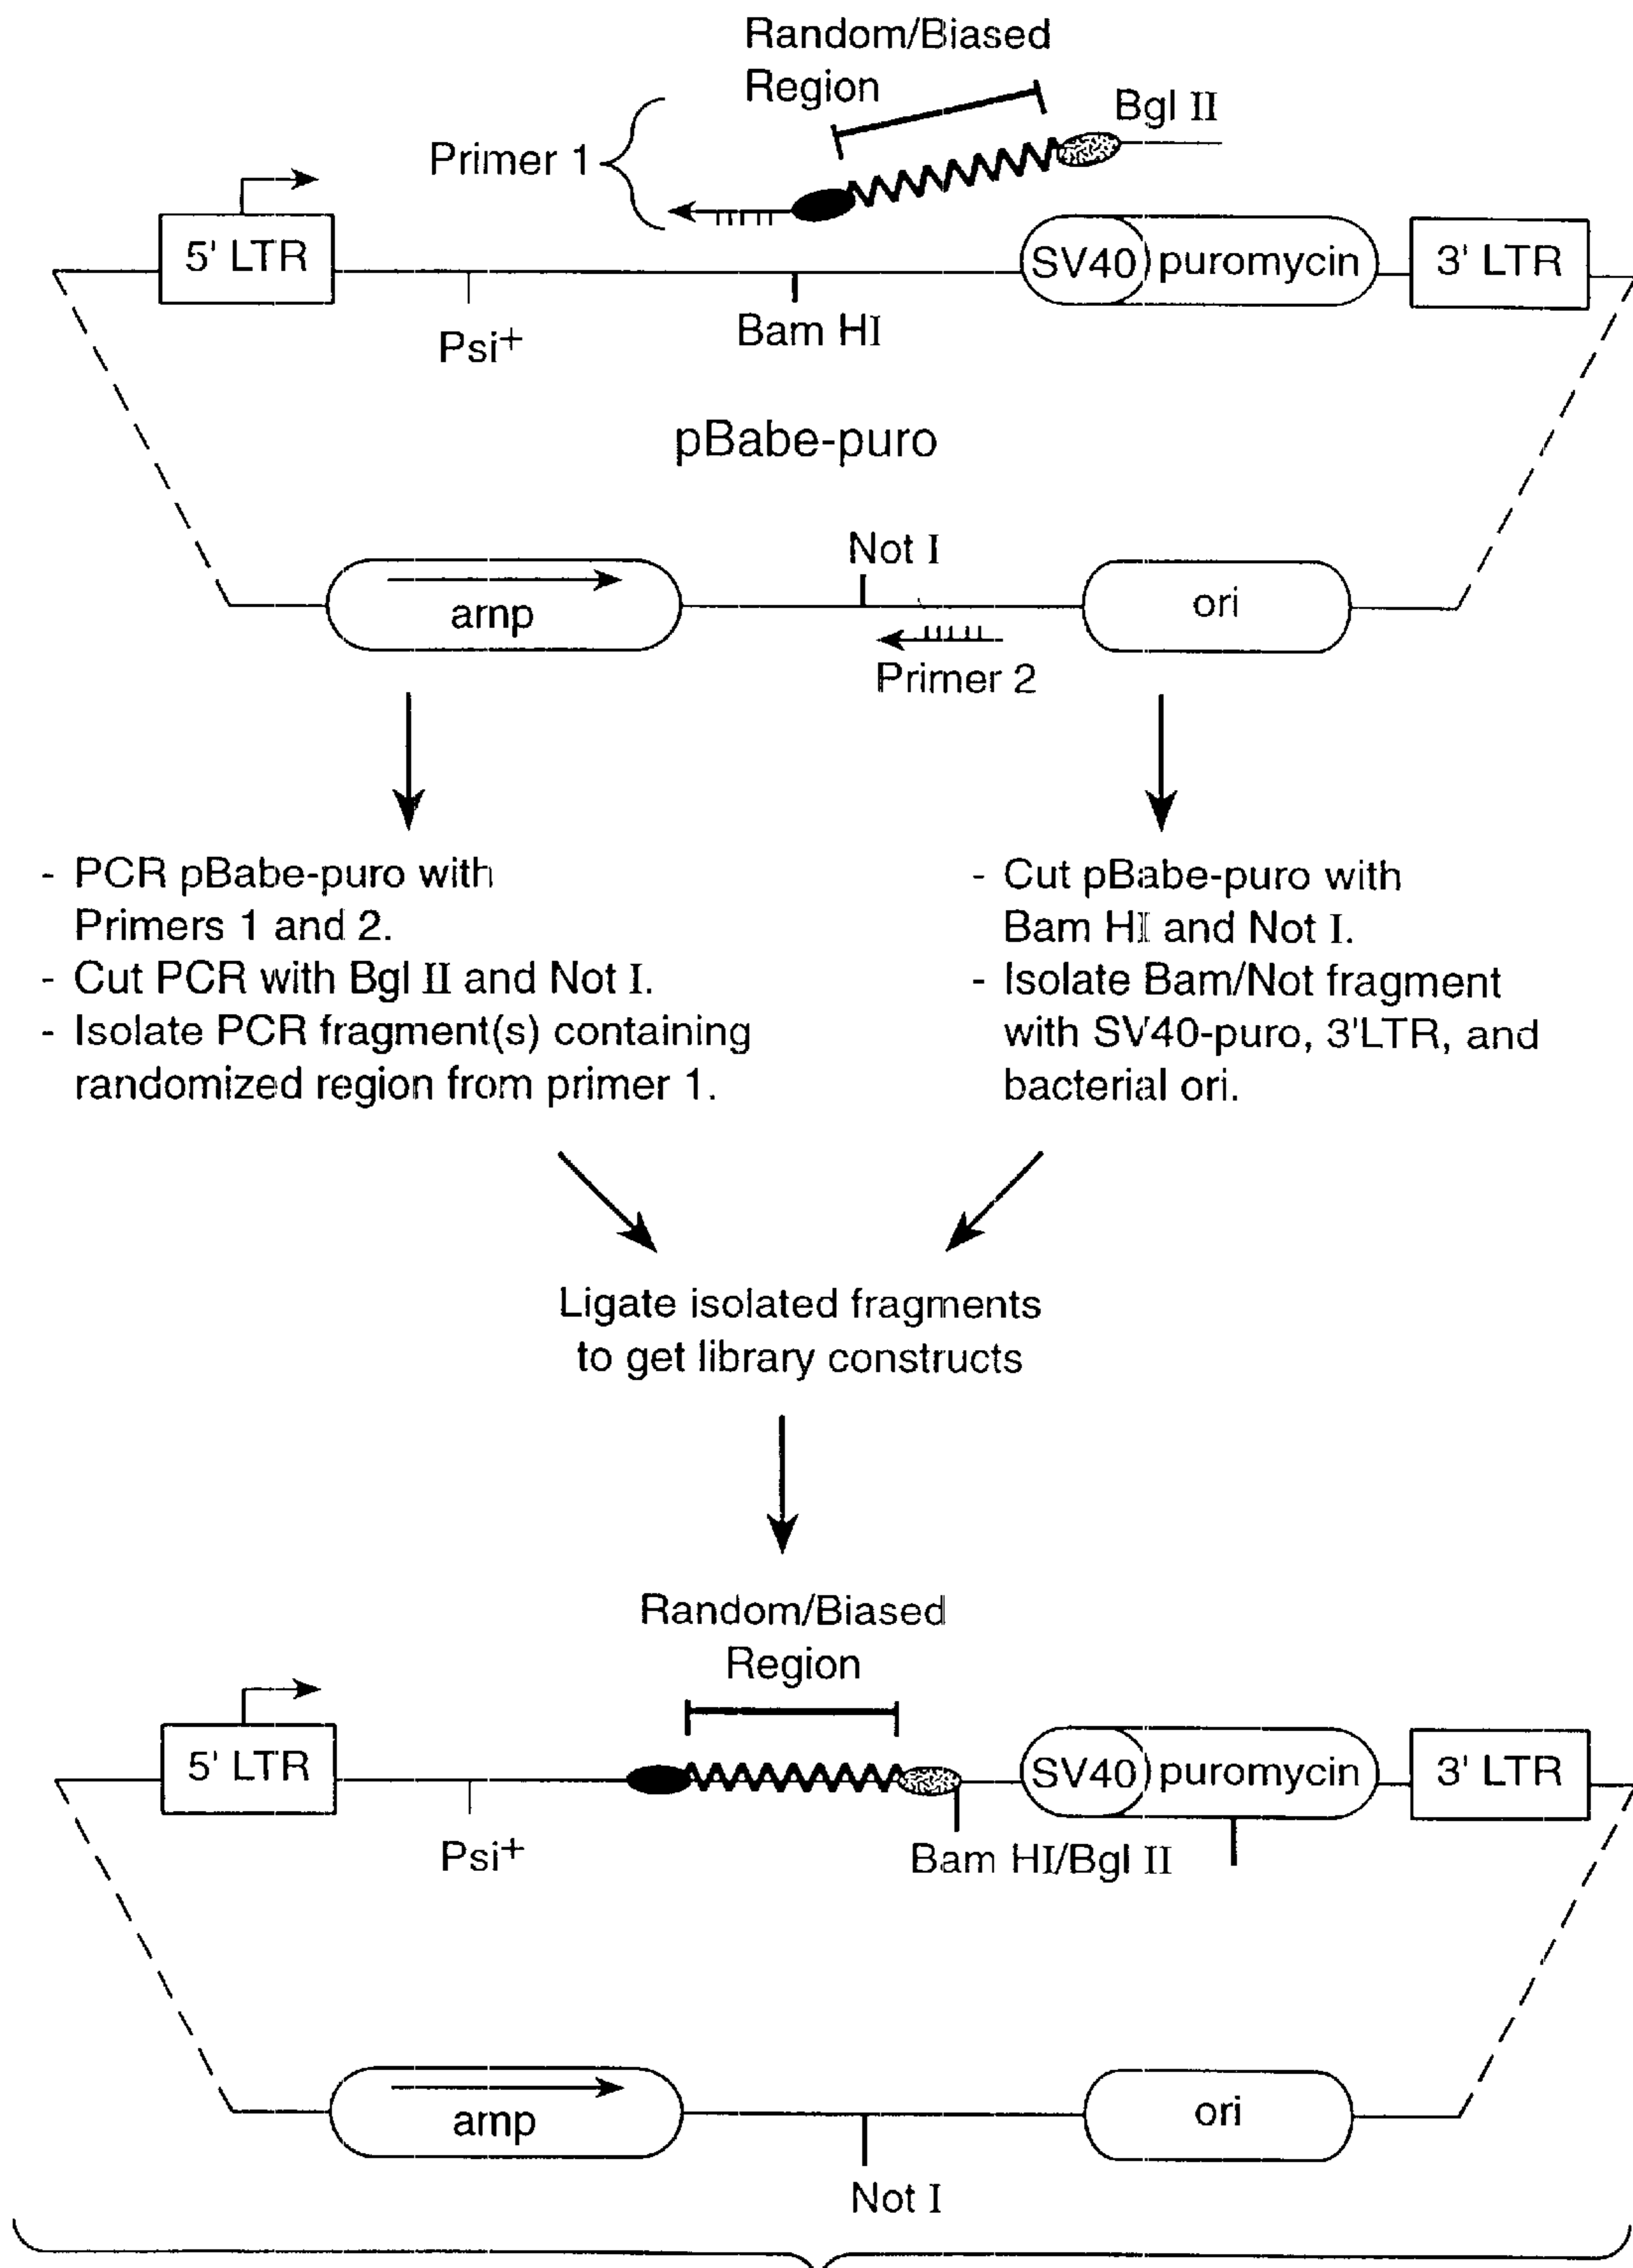 Random/Biased
Region
Bgl II
Primer 1
5' LTR
SV40
puromycin
3' LTR
Psi+
Bam HI
pBabe-puro
Not I
amp
ori
Primer 2
- PCR pBabe-puro with
Primers 1 and 2.
- Cut PCR with Bgl II and Not I.
- Isolate PCR fragment(s) containing
randomized region from primer 1.
- Cut pBabe-puro with
Bam HI and Not I.
- Isolate Bam/Not fragment
with SV40-puro, 3'LTR, and
bacterial ori.
Ligate isolated fragments
to get library constructs
Random/Biased
Region
5' LTR
SV40
puromycin
3' LTR
Psi+
Bam HI/Bgl II
amp
ori
Not I